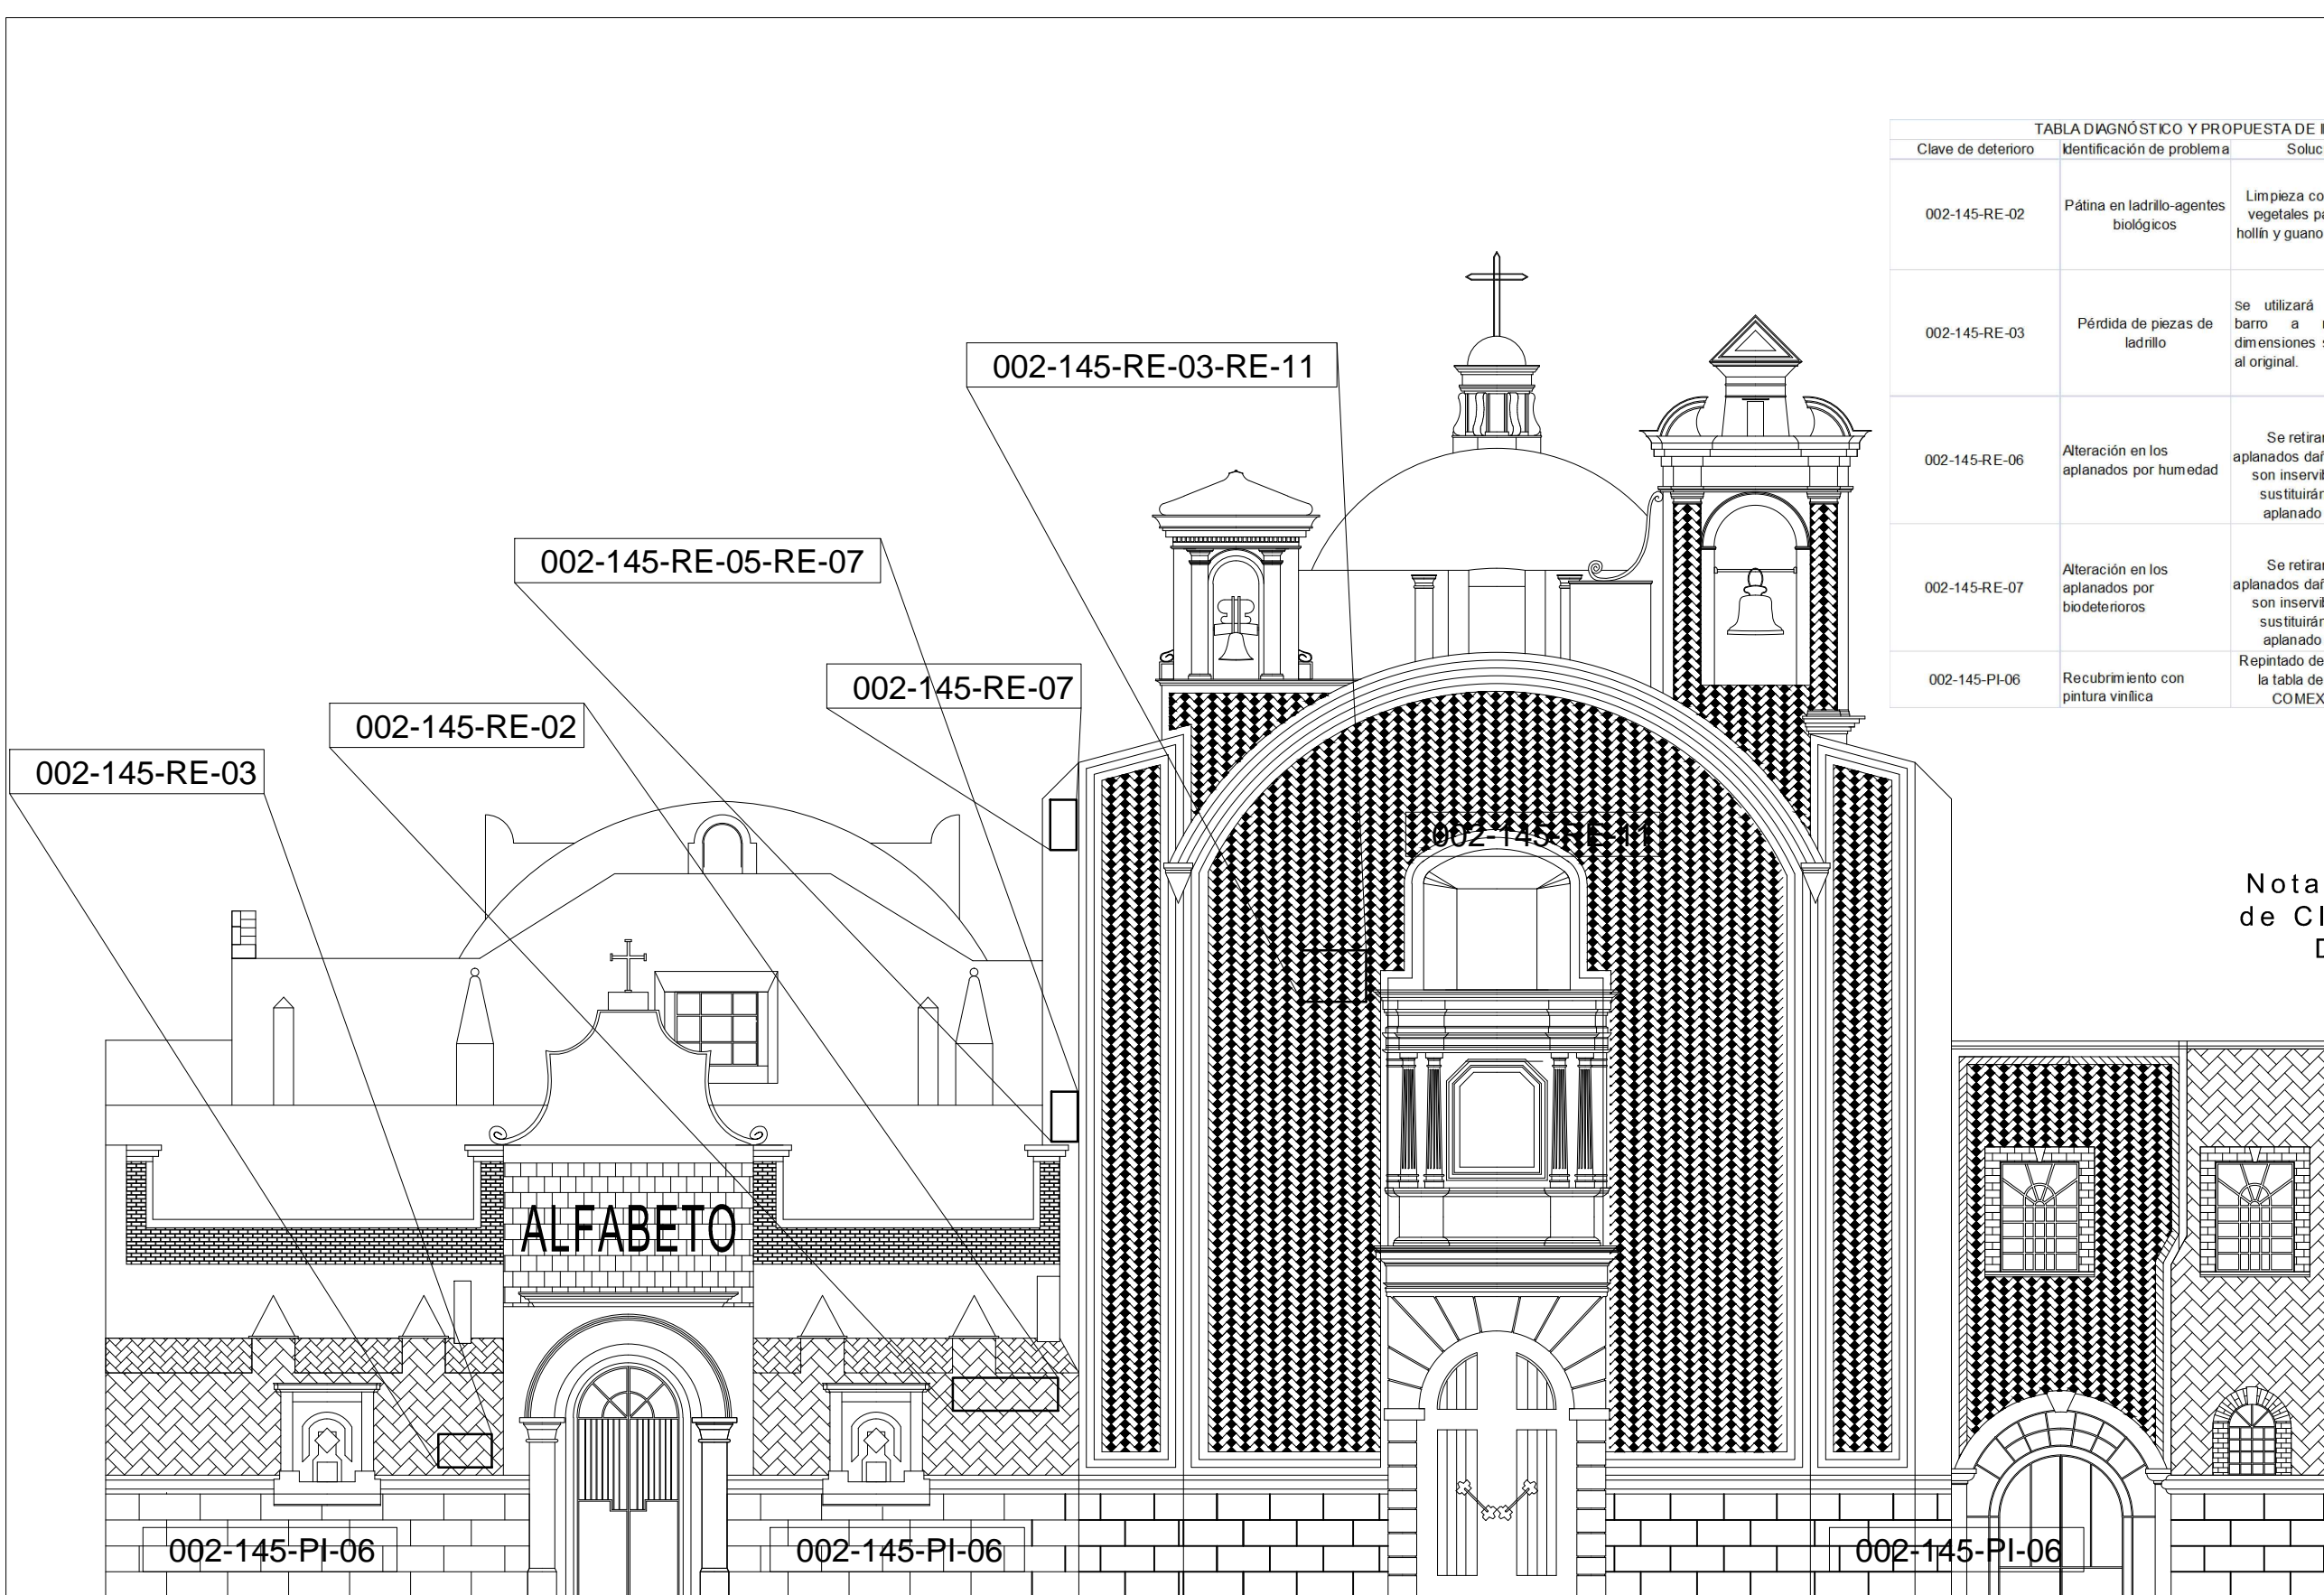 TABLA DIAGNÓSTICO Y PROPUESTA DE
Clave de deterioro
Identificación de problema
Soluc
002-145-RE-02
Pátina en ladrillo-agentes
biológicos
Limpieza co
vegetales pa
hollín y guano
002-145-RE-03
Pérdida de piezas de
ladrillo
Se utilizará
barro a
dimensiones s
al original.
002-145-RE-06
Alteración en los
aplanados por humedad
Se retirar
aplanados dañ
son inservib
sustituirán
aplanado
002-145-RE-07
Alteración en los
aplanados por
biodeterioros
Se retirar
aplanados dañ
son inservib
sustituirán
aplanado
002-145-PI-06
Recubrimiento con
pintura vinílica
Repintado de
la tabla de
COMEX
002-145-RE-03-RE-11
002-145-RE-05-RE-07
002-145-RE-07
002-145-RE-02
002-145-RE-03
002-145-RE-11
Nota
de Cl
ALFABETO
002-145-PI-06
002-145-PI-06
002-145-PI-06